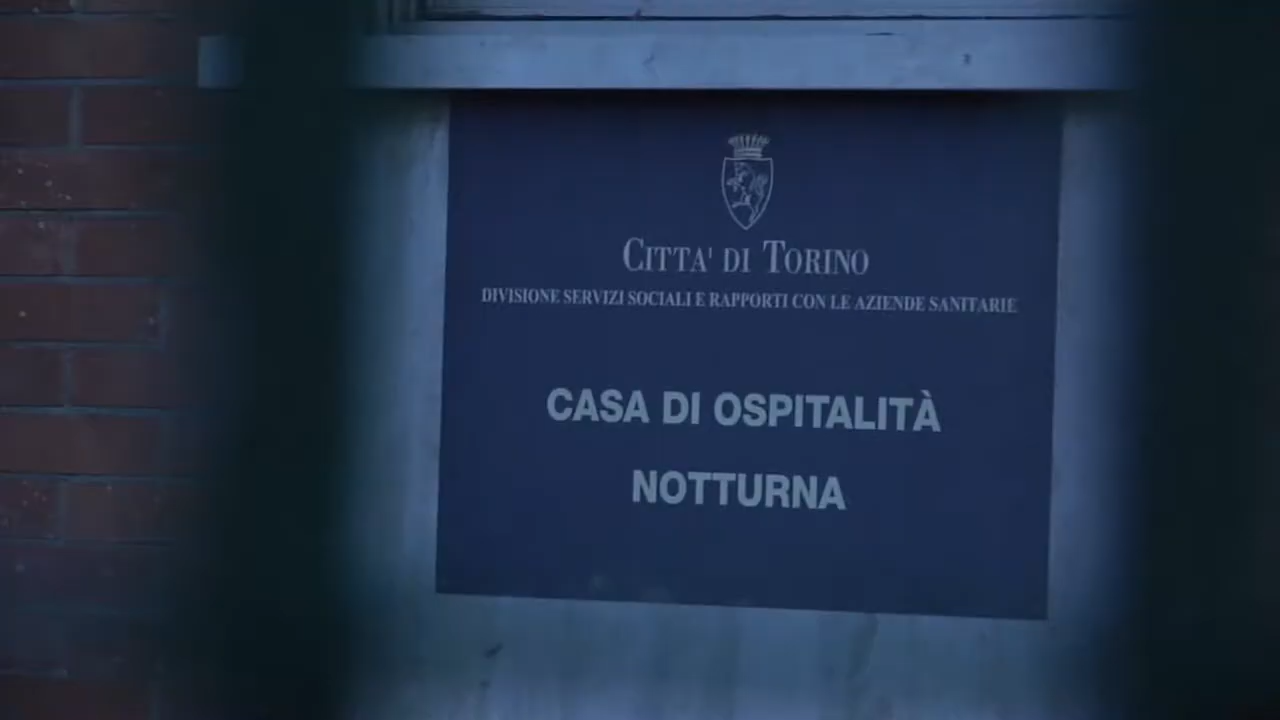 CITTA' DI TORINO
DIVISIONE SERVIZI SOCIALI E RAPPORTI CON LE AZIENDE SANITARIE
CASA DI OSPITALITÀ
NOTTURNA